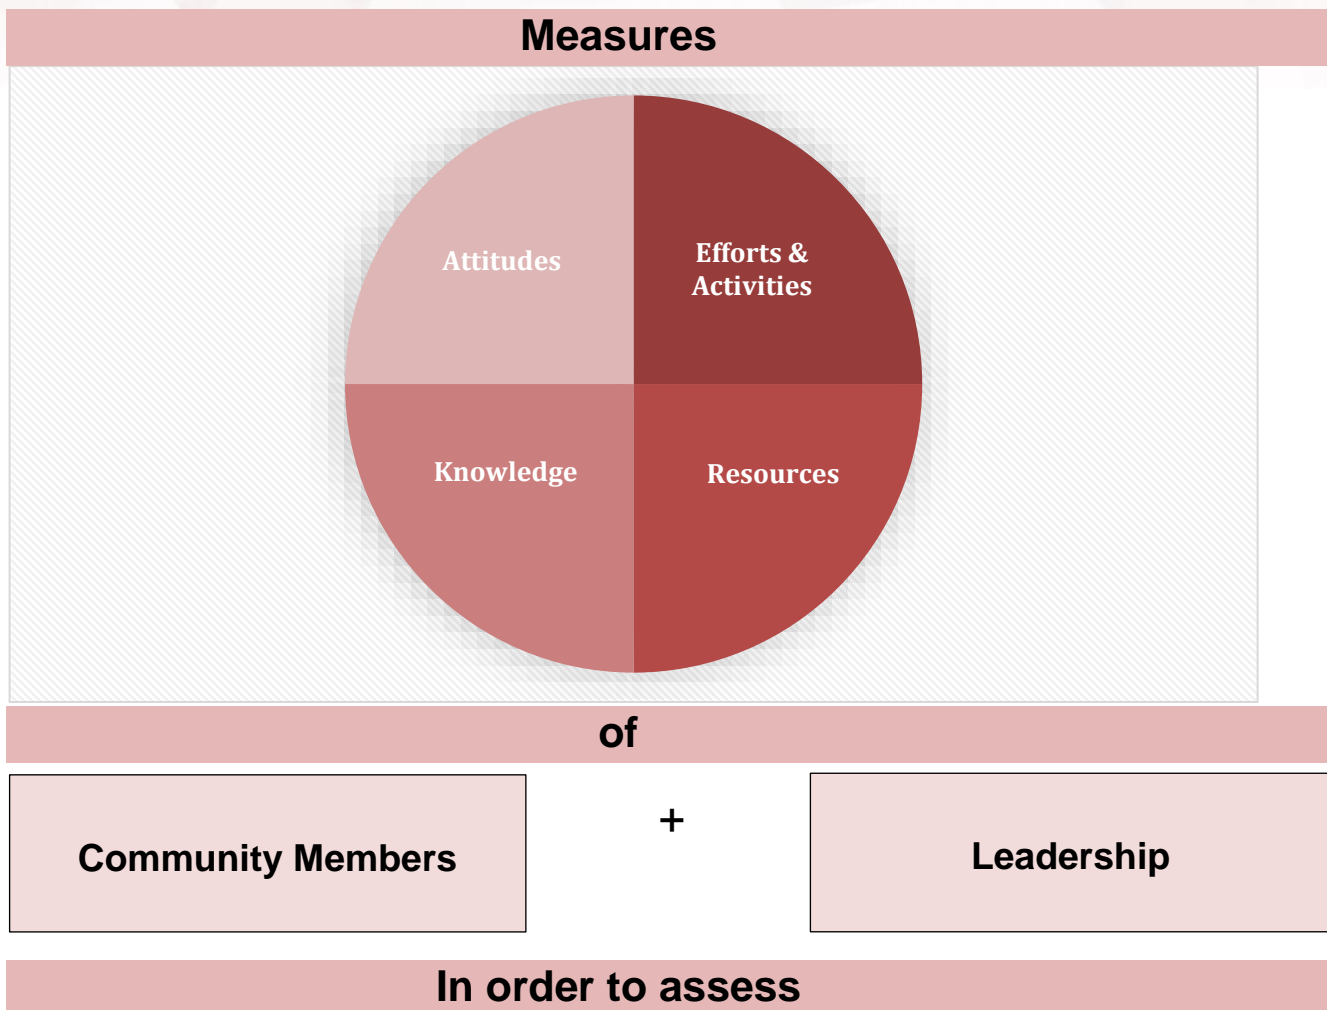 Measures
Attitudes
Efforts &
Activities
Knowledge
Resources
of
Community Members
+
Leadership
In order to assess